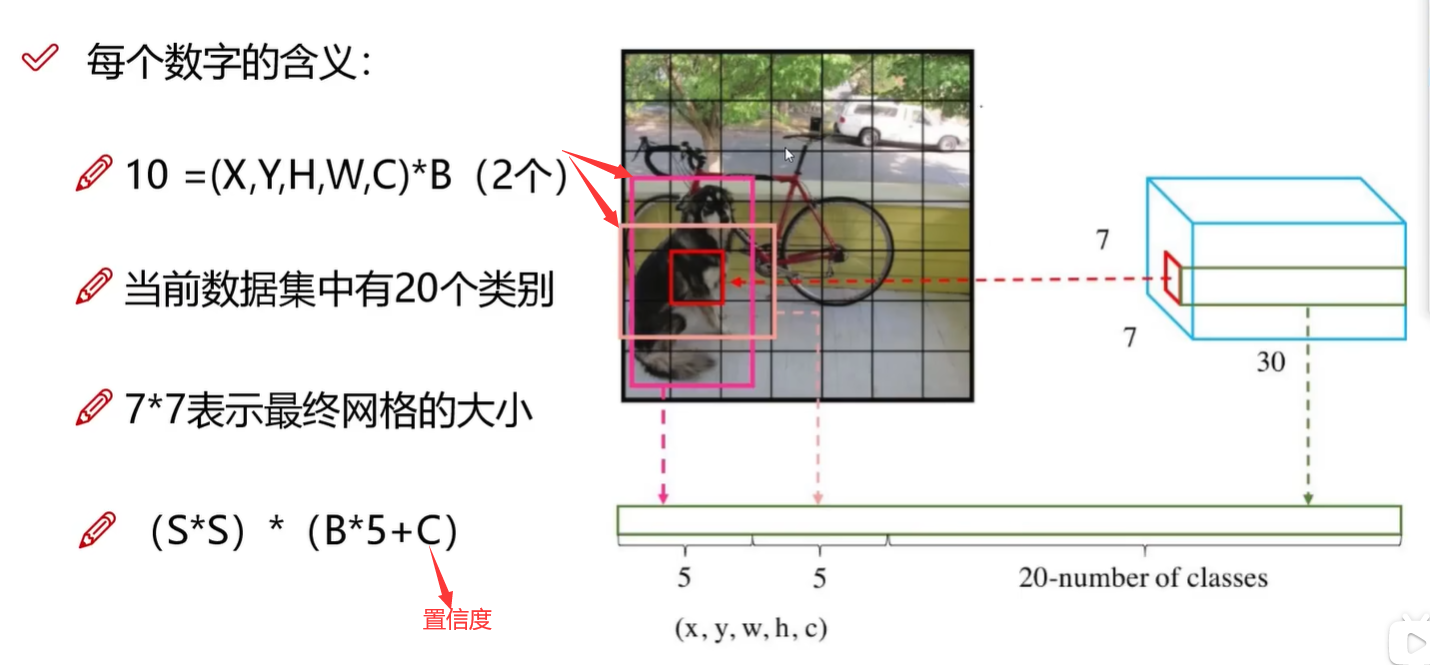 每个数字的含义：
10 =(X,Y,H,W,C)*B（2个）
当前数据集中有20个类别
7*7表示最终网格的大小
（S*S）*（B*5+C）
置信度
7
7
30
5
5
20-number of classes
(x, y, w, h, c)